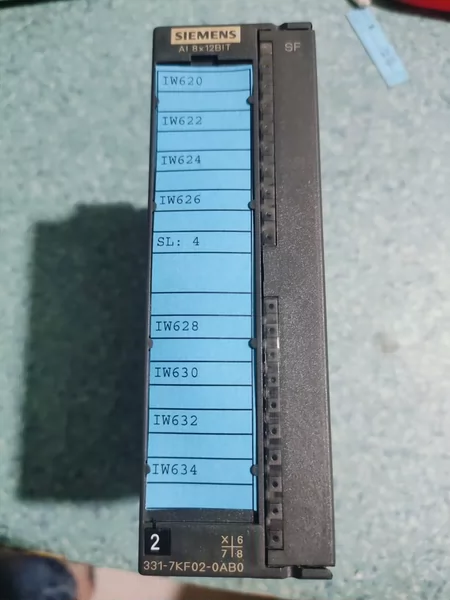 SIEMENS
AI 8x12BIT
SF
IW620
IW622
IW624
IW626
SL: 4
IW628
IW630
IW632
IW634
2
X 6
7 8
331-7KF02-0AB0